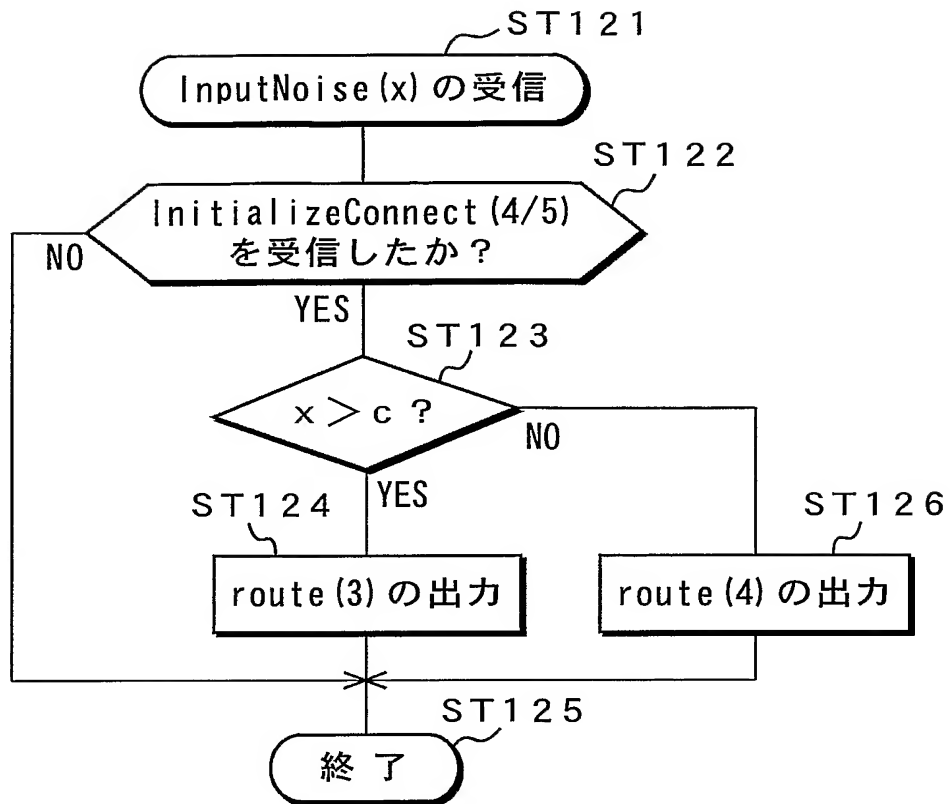 ST121
InputNoise(x)の受信
ST122
InitializeConnect(4/5)
を受信したか？
NO
YES
ST123
x＞c？
NO
YES
ST124
ST126
route(3)の出力
route(4)の出力
ST125
終了